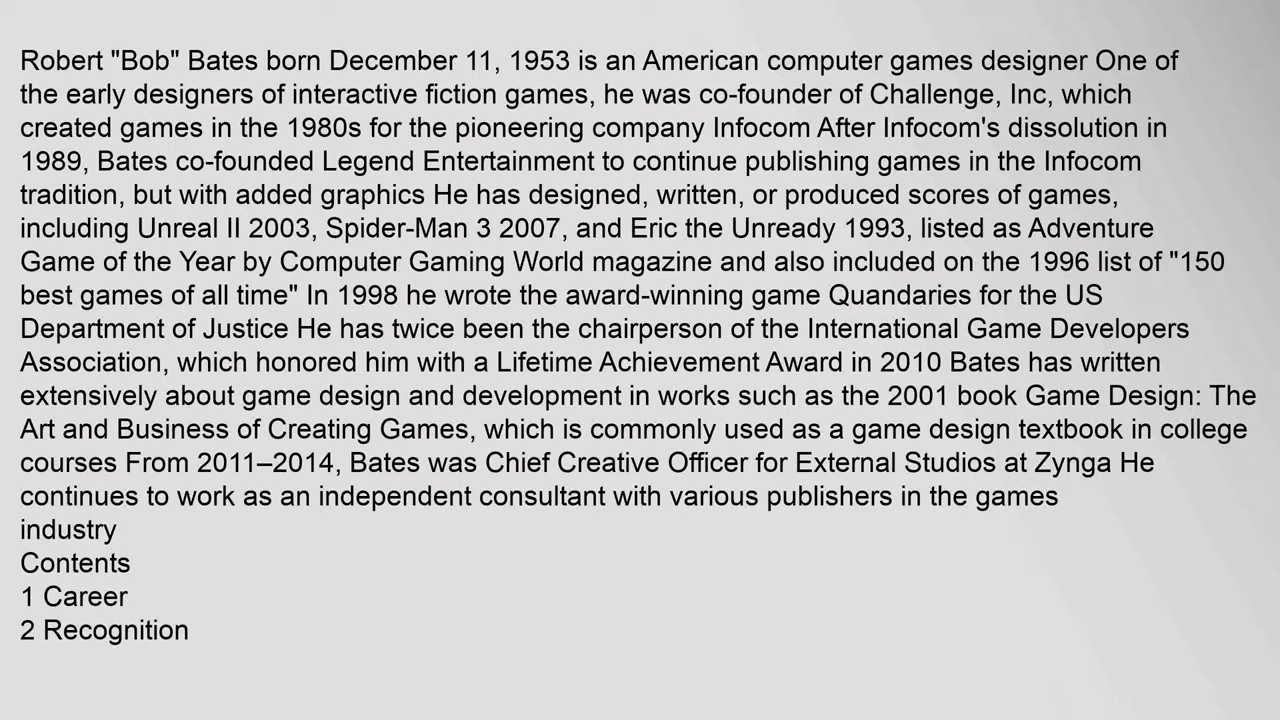 Robert "Bob" Bates born December 11, 1953 is an American computer games designer One of
the early designers of interactive fiction games, he was co-founder of Challenge, Inc, which
created games in the 1980s for the pioneering company Infocom After Infocom's dissolution in
1989, Bates co-founded Legend Entertainment to continue publishing games in the Infocom
tradition, but with added graphics He has designed, written, or produced scores of games,
including Unreal II 2003, Spider-Man 3 2007, and Eric the Unready 1993, listed as Adventure
Game of the Year by Computer Gaming World magazine and also included on the 1996 list of "150
best games of all time" In 1998 he wrote the award-winning game Quandaries for the US
Department of Justice He has twice been the chairperson of the International Game Developers
Association, which honored him with a Lifetime Achievement Award in 2010 Bates has written
extensively about game design and development in works such as the 2001 book Game Design: The
Art and Business of Creating Games, which is commonly used as a game design textbook in college
courses From 2011–2014, Bates was Chief Creative Officer for External Studios at Zynga He
continues to work as an independent consultant with various publishers in the games
industry
Contents
1 Career
2 Recognition